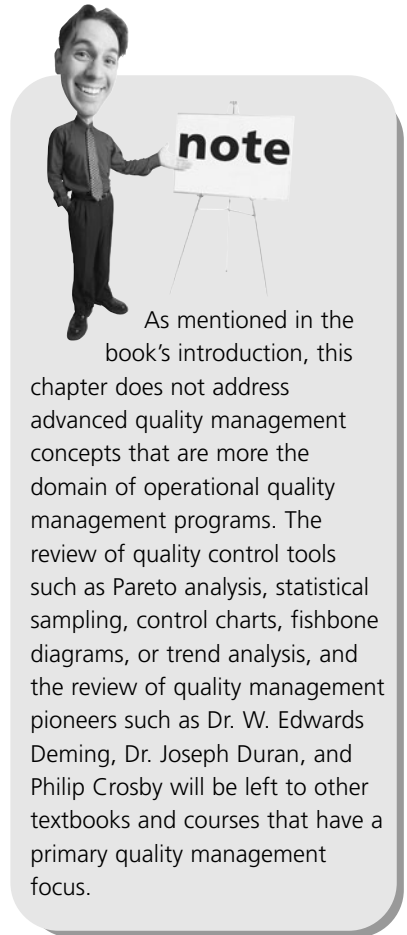 note
As mentioned in the
book’s introduction, this
chapter does not address
advanced quality management
concepts that are more the
domain of operational quality
management programs. The
review of quality control tools
such as Pareto analysis, statistical
sampling, control charts, fishbone
diagrams, or trend analysis, and
the review of quality management
pioneers such as Dr. W. Edwards
Deming, Dr. Joseph Duran, and
Philip Crosby will be left to other
textbooks and courses that have a
primary quality management
focus.